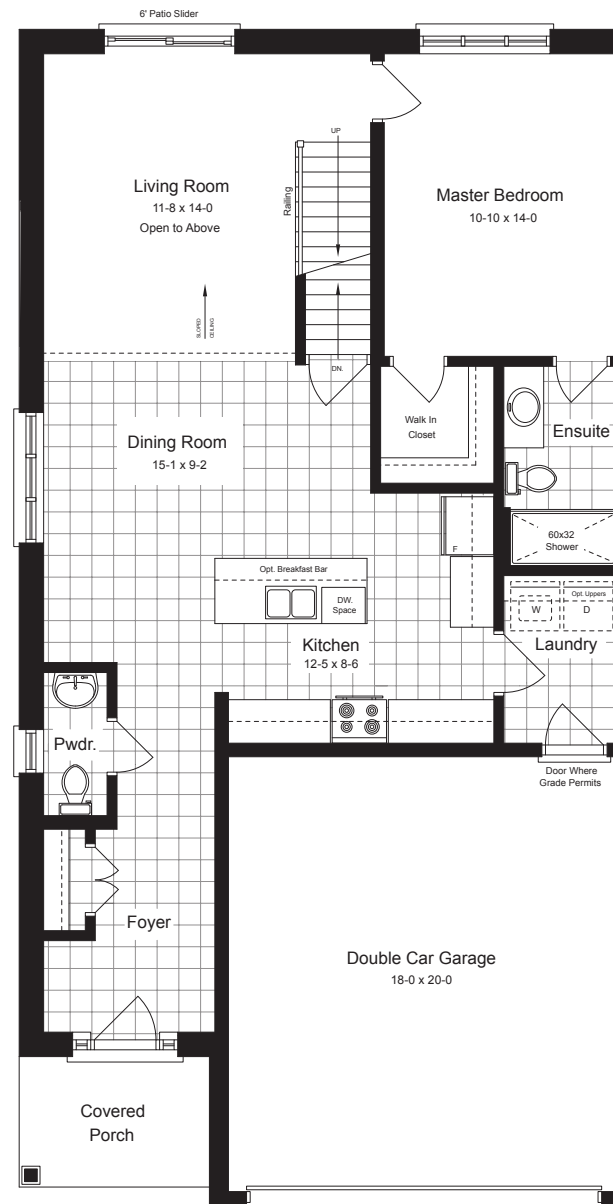 6' Patio Slider
UP
Living Room
11-8 x 14-0
Open to Above
Railing
Master Bedroom
10-10 x 14-0
SLOPED
CEILING
DN.
Walk In
Closet
Ensuite
Dining Room
15-1 x 9-2
60x32
Shower
F
Opt. Breakfast Bar
DW.
Space
Opt. Uppers
W
D
Kitchen
12-5 x 8-6
Laundry
Pwdr.
Door Where
Grade Permits
Foyer
Double Car Garage
18-0 x 20-0
Covered
Porch